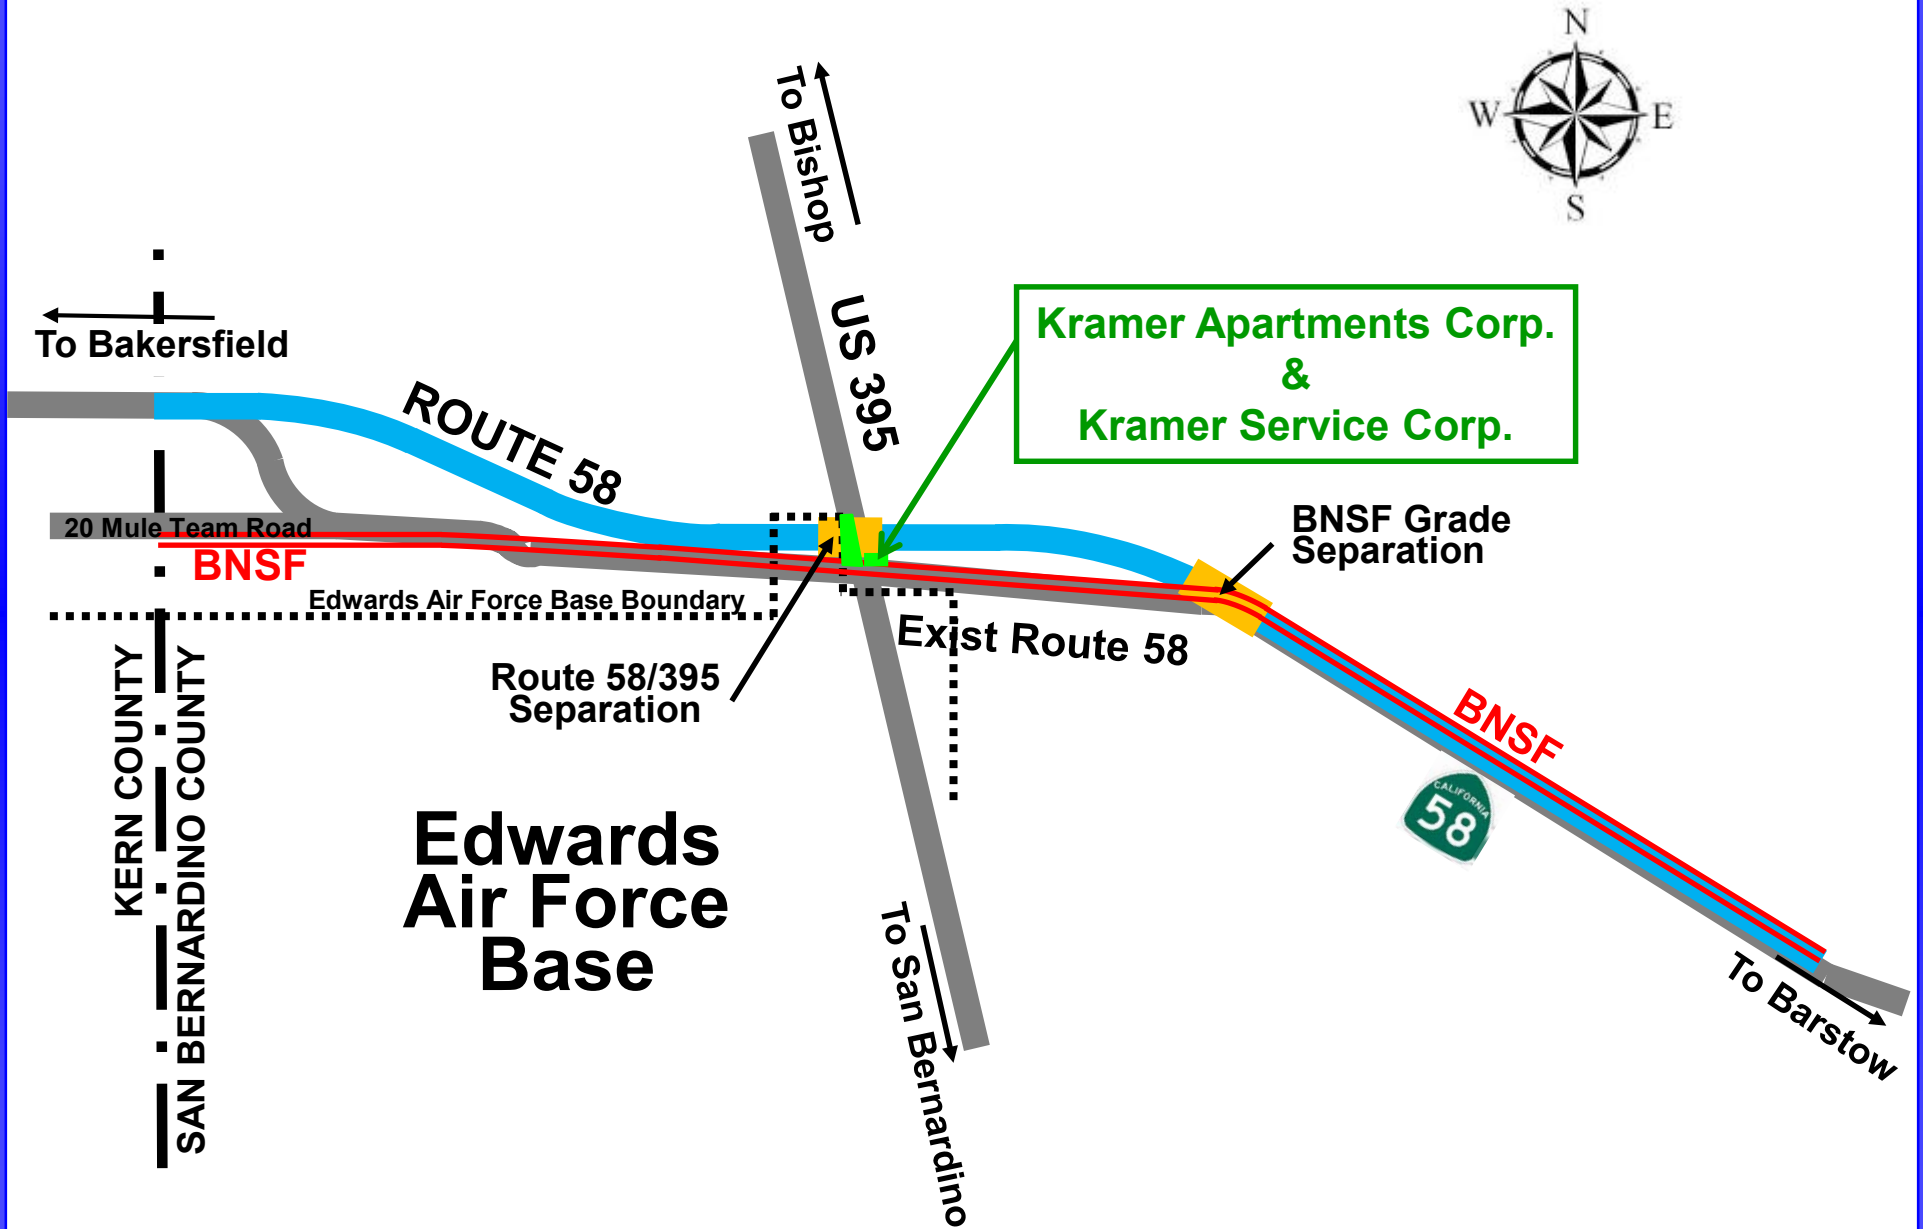 N
W
E
S
To Bishop
To Bakersfield
US 395
Kramer Apartments Corp.
&
Kramer Service Corp.
ROUTE 58
20 Mule Team Road
BNSF
BNSF Grade
Separation
Edwards Air Force Base Boundary
Exist Route 58
Route 58/395
Separation
KERN COUNTY
SAN BERNARDINO COUNTY
BNSF
CALIFORNIA
58
Edwards
Air Force
Base
To San Bernardino
To Barstow